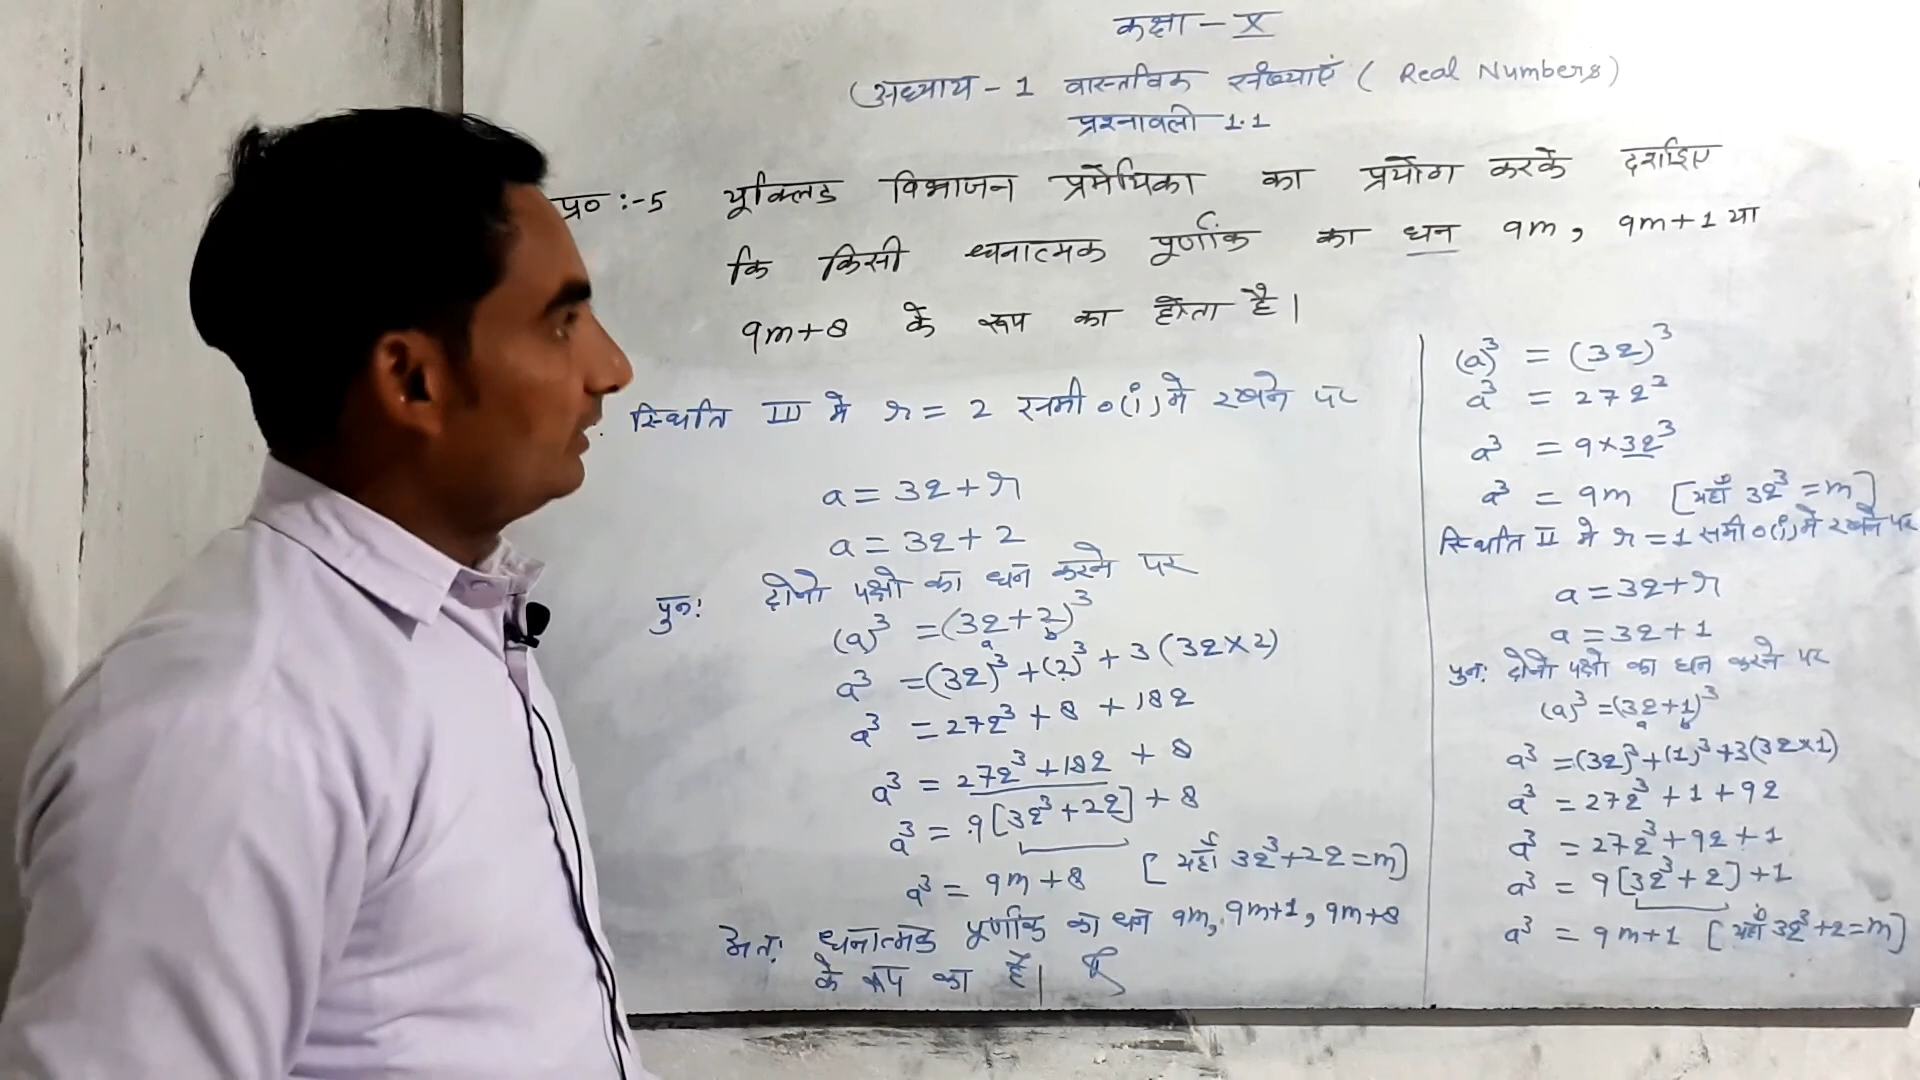 कक्षा - X
(अध्याय - 1 वास्तविक संख्याएं ( Real Numbers)
प्रश्नावली 1.1
प्र० :- 5 यूक्लिड विभाजन प्रमेयिका का प्रयोग करके दर्शाइए
कि किसी धनात्मक पूर्णांक का घन 9m, 9m+1 या
9m+8 के रूप का होता है।
स्थिति III मे r = 2 समी०(i) मे रखने पर
a = 3q + r
a = 3q + 2
पुन: दोनो पक्षो का घन करने पर
(a)³ = (3q + 2)³
a b
a³ = (3q)³ + (2)³ + 3 (3q×2)
a³ = 27q³ + 8 + 18q
a³ = 27q³ + 18q + 8
a³ = 9[3q³ + 2q] + 8
a³ = 9m + 8 [यहाँ 3q³+2q=m]
अत: धनात्मक पूर्णांक का घन 9m, 9m+1, 9m+8
के रूप का है।
(a)³ = (3q)³
a³ = 27q²
a³ = 9×3q³
a³ = 9m [यहाँ 3q³ = m]
स्थिति II मे r = 1 समी०(i) मे रखने पर
a = 3q + r
a = 3q + 1
पुन: दोनो पक्षो का घन करने पर
(a)³ = (3q+1)³
a b
a³ = (3q)³ + (1)³ + 3(3q×1)
a³ = 27q³ + 1 + 9q
a³ = 27q³ + 9q + 1
a³ = 9[3q³ + q] + 1
a³ = 9m+1 [यहाँ 3q³+q=m]